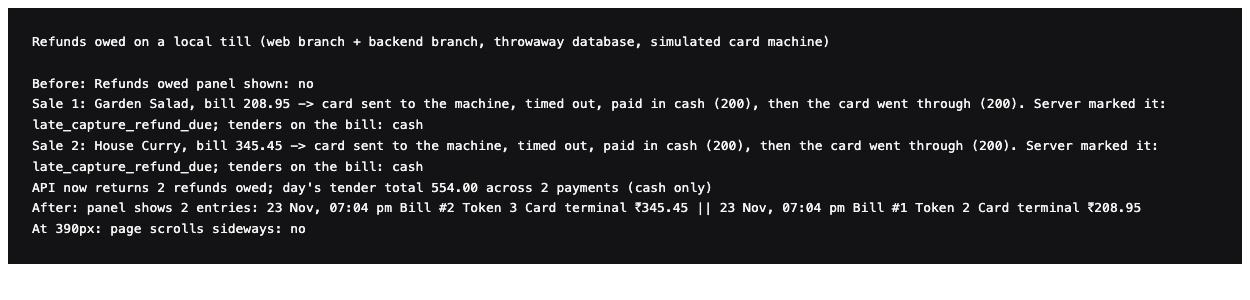 Refunds owed on a local till (web branch + backend branch, throwaway database, simulated card machine)
Before: Refunds owed panel shown: no
Sale 1: Garden Salad, bill 208.95 —> card sent to the machine, timed out, paid in cash (200), then the card went through (200). Server marked it:
late_capture_refund_due; tenders on the bill: cash
Sale 2: House Curry, bill 345.45 —> card sent to the machine, timed out, paid in cash (200), then the card went through (200). Server marked it:
late_capture_refund_due; tenders on the bill: cash
API now returns 2 refunds owed; day's tender total 554.00 across 2 payments (cash only)
After: panel shows 2 entries: 23 Nov, 07:04 pm Bill #2 Token 3 Card terminal ₹345.45 || 23 Nov, 07:04 pm Bill #1 Token 2 Card terminal ₹208.95
At 390px: page scrolls sideways: no